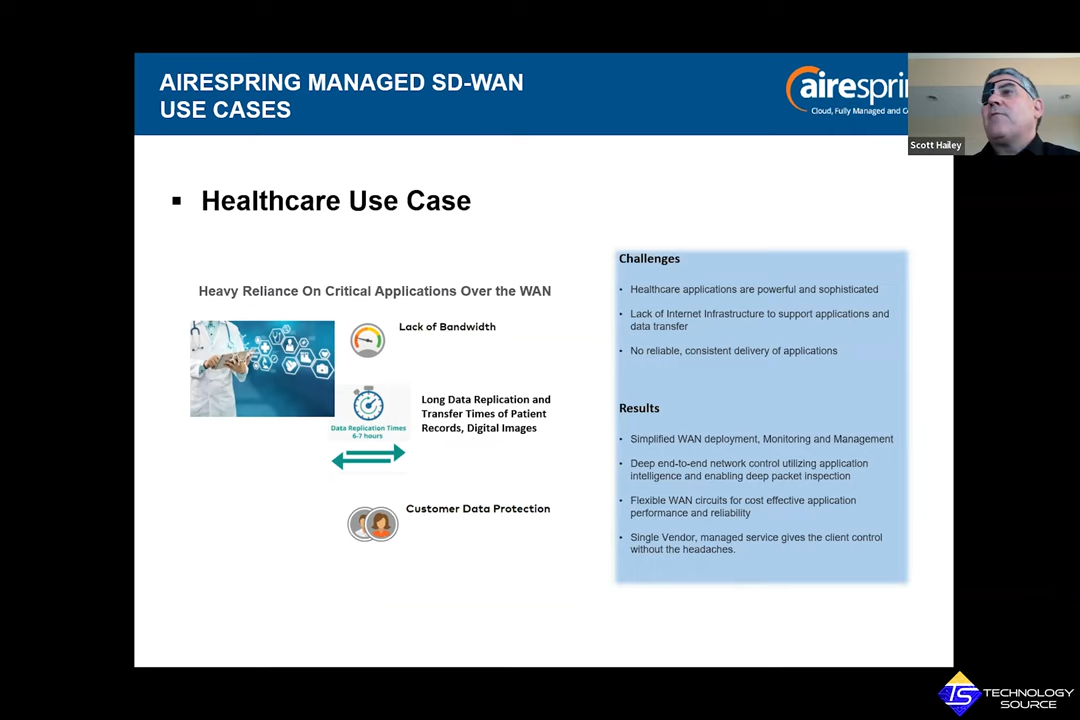 AIRESPRING MANAGED SD-WAN
USE CASES
airesprin
Cloud, Fully Managed and Co
Scott Hailey
▪ Healthcare Use Case
Heavy Reliance On Critical Applications Over the WAN
Lack of Bandwidth
Data Replication Times
6-7 hours
Long Data Replication and
Transfer Times of Patient
Records, Digital Images
Customer Data Protection
Challenges
• Healthcare applications are powerful and sophisticated
• Lack of Internet Infrastructure to support applications and
data transfer
• No reliable, consistent delivery of applications
Results
• Simplified WAN deployment, Monitoring and Management
• Deep end-to-end network control utilizing application
intelligence and enabling deep packet inspection
• Flexible WAN circuits for cost effective application
performance and reliability
• Single Vendor, managed service gives the client control
without the headaches.
TS TECHNOLOGY
SOURCE